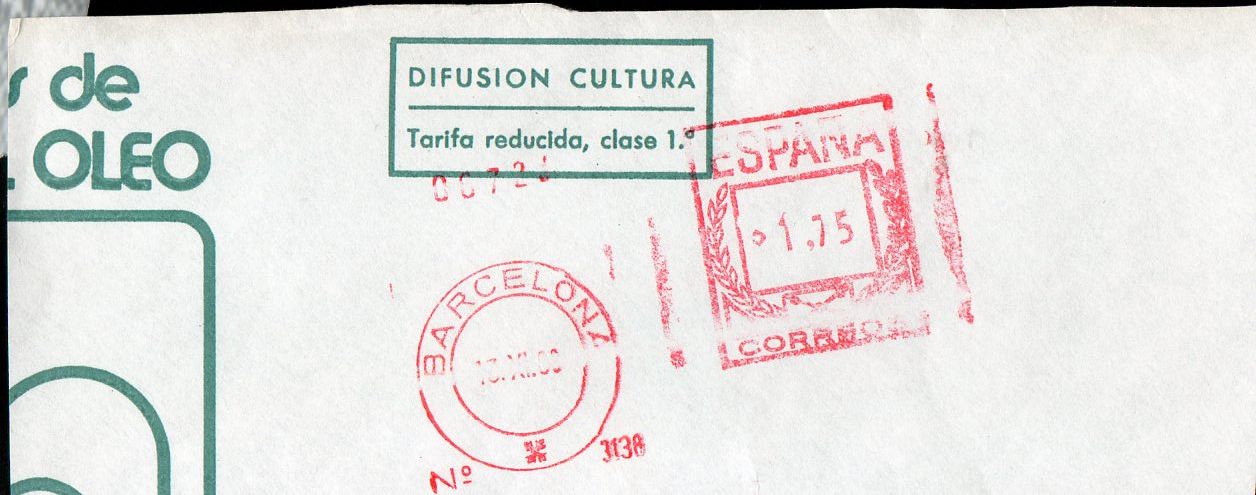 de
OLEO
DIFUSION CULTURA
Tarifa reducida, clase 1.ª
ESPAÑA
1,75
CORREOS
BARCELONA
Nº 3138